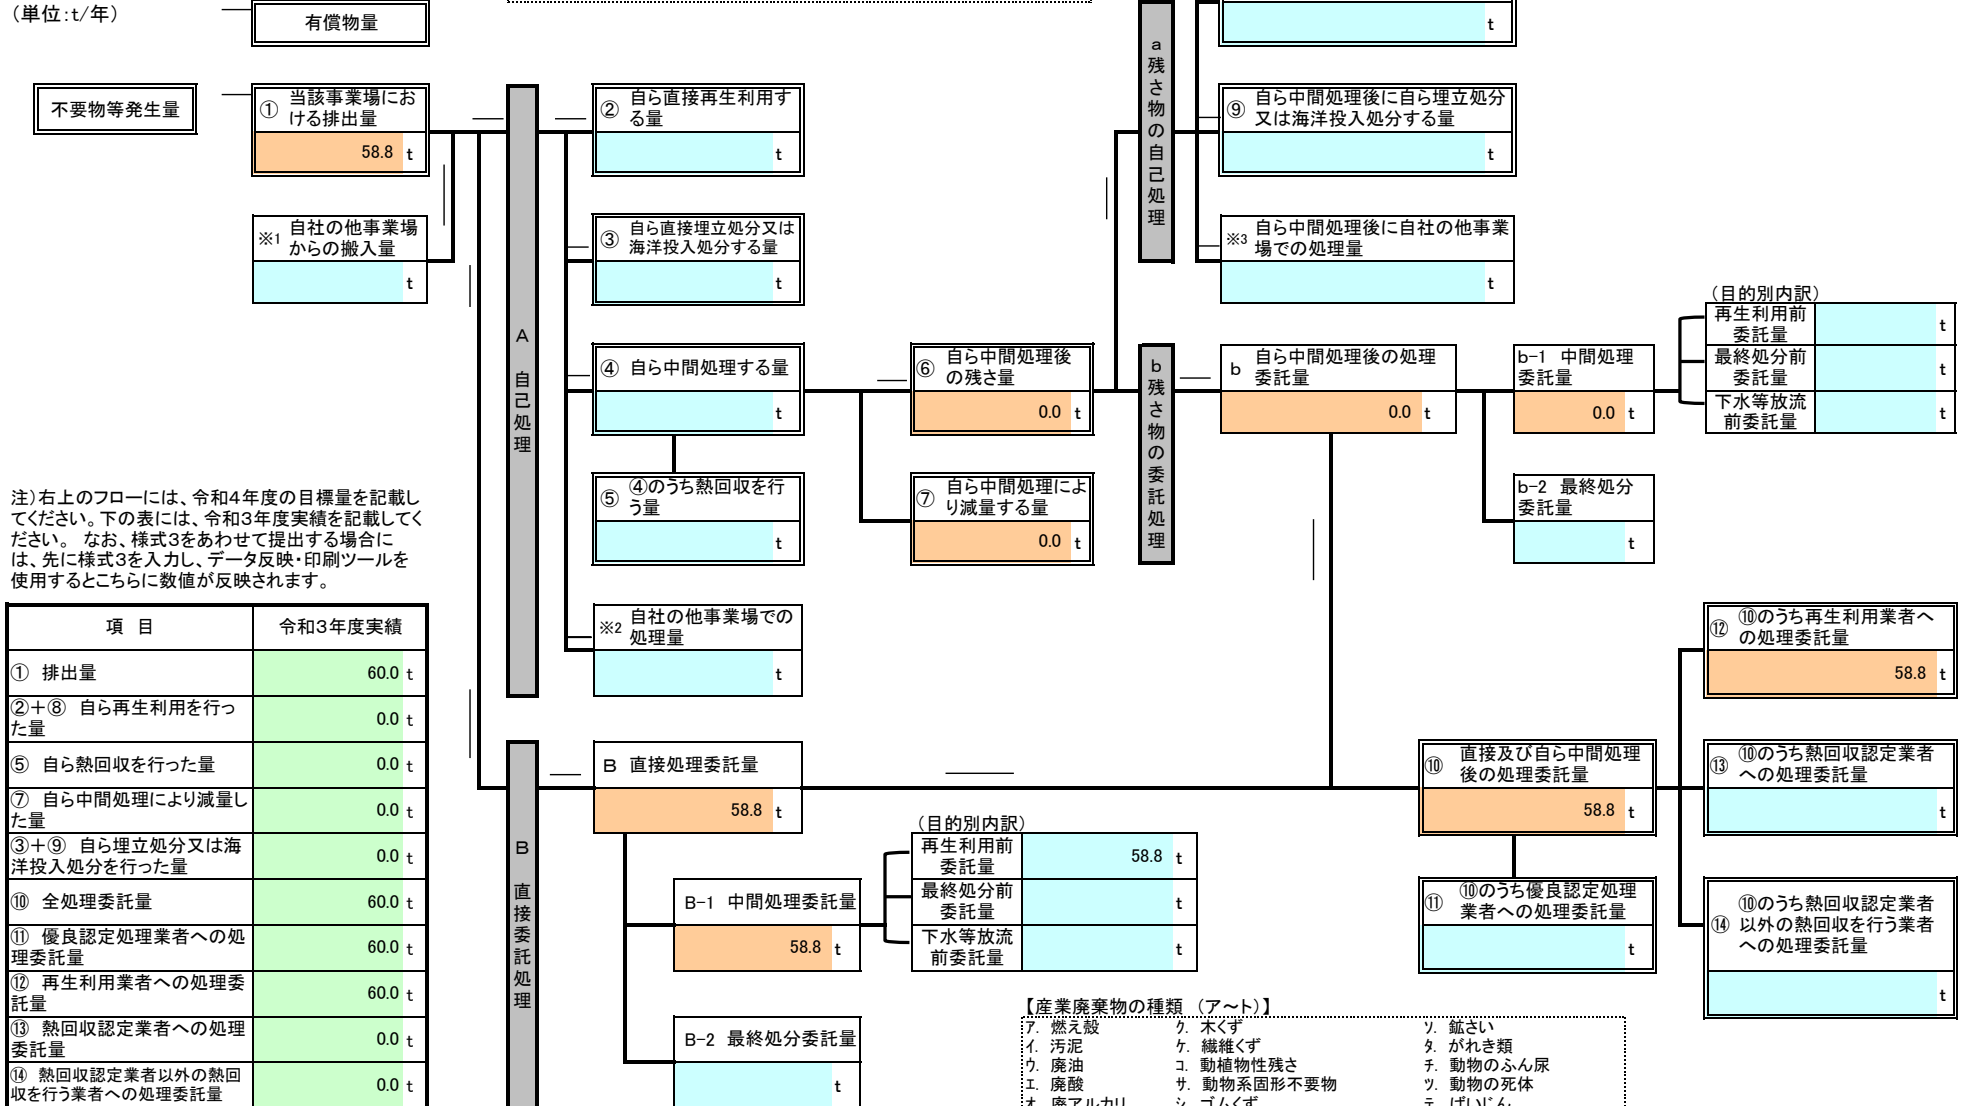 （単位:t/年）
有償物量
t
不要物等発生量
① 当該事業場にお
ける排出量
58.8 t
※1 自社の他事業場
からの搬入量
t
A 自己処理
② 自ら直接再生利用す
る量
t
③ 自ら直接埋立処分又は
海洋投入処分する量
t
④ 自ら中間処理する量
t
⑤ ④のうち熱回収を行
う量
t
※2 自社の他事業場での
処理量
t
⑥ 自ら中間処理後
の残さ量
0.0 t
⑦ 自ら中間処理によ
り減量する量
0.0 t
a 残さ物の自己処理
⑨ 自ら中間処理後に自ら埋立処分
又は海洋投入処分する量
t
※3 自ら中間処理後に自社の他事業
場での処理量
t
b 残さ物の委託処理
b 自ら中間処理後の処理
委託量
0.0 t
b-1 中間処理
委託量
0.0 t
b-2 最終処分
委託量
t
（目的別内訳）
再生利用前
委託量
t
最終処分前
委託量
t
下水等放流
前委託量
t
注）右上のフローには、令和４年度の目標量を記載し
てください。下の表には、令和３年度実績を記載してく
ださい。 なお、様式３をあわせて提出する場合に
は、先に様式３を入力し、データ反映・印刷ツールを
使用するとこちらに数値が反映されます。
項 目 令和３年度実績
① 排出量 60.0 t
②＋⑧ 自ら再生利用を行っ
た量 0.0 t
⑤ 自ら熱回収を行った量 0.0 t
⑦ 自ら中間処理により減量し
た量 0.0 t
③＋⑨ 自ら埋立処分又は海
洋投入処分を行った量 0.0 t
⑩ 全処理委託量 60.0 t
⑪ 優良認定処理業者への処
理委託量 60.0 t
⑫ 再生利用業者への処理委
託量 60.0 t
⑬ 熱回収認定業者への処理
委託量 0.0 t
⑭ 熱回収認定業者以外の熱回
収を行う業者への処理委託量 0.0 t
B 直接委託処理
B 直接処理委託量
58.8 t
B-1 中間処理委託量
58.8 t
B-2 最終処分委託量
t
（目的別内訳）
再生利用前
委託量
58.8 t
最終処分前
委託量
t
下水等放流
前委託量
t
⑩ 直接及び自ら中間処理
後の処理委託量
58.8 t
⑪ ⑩のうち優良認定処理
業者への処理委託量
t
⑫ ⑩のうち再生利用業者へ
の処理委託量
58.8 t
⑬ ⑩のうち熱回収認定業者
への処理委託量
t
⑭ ⑩のうち熱回収認定業者
以外の熱回収を行う業者
への処理委託量
t
【産業廃棄物の種類 （ア～ト）】
ア. 燃え殻 ク. 木くず ソ. 鉱さい
イ. 汚泥 ケ. 繊維くず タ. がれき類
ウ. 廃油 コ. 動植物性残さ チ. 動物のふん尿
エ. 廃酸 サ. 動物系固形不要物 ツ. 動物の死体
オ. 廃アルカリ シ. ゴムくず テ. ばいじん